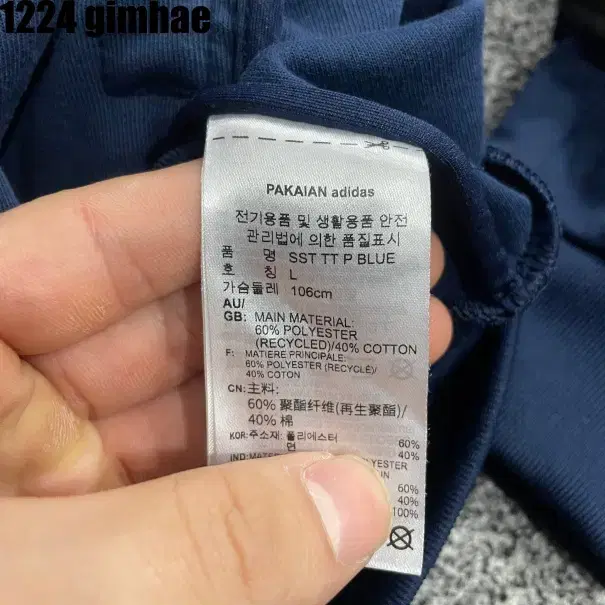 1224 gimhae
PAKAIAN adidas
전기용품 및 생활용품 안전
관리법에 의한 품질표시
품 명 SST TT P BLUE
호 칭 L
가슴둘레 106cm
AU/
GB: MAIN MATERIAL:
60% POLYESTER
(RECYCLED)/40% COTTON
F: MATIERE PRINCIPALE:
60% POLYESTER (RECYCLE)/
40% COTON
CN: 主料:
60% 聚酯纤维(再生聚酯)/
40% 棉
KOR: 주소재: 폴리에스터 60%
면 40%
IND: MATER
POLYESTER
60%
40%
100%